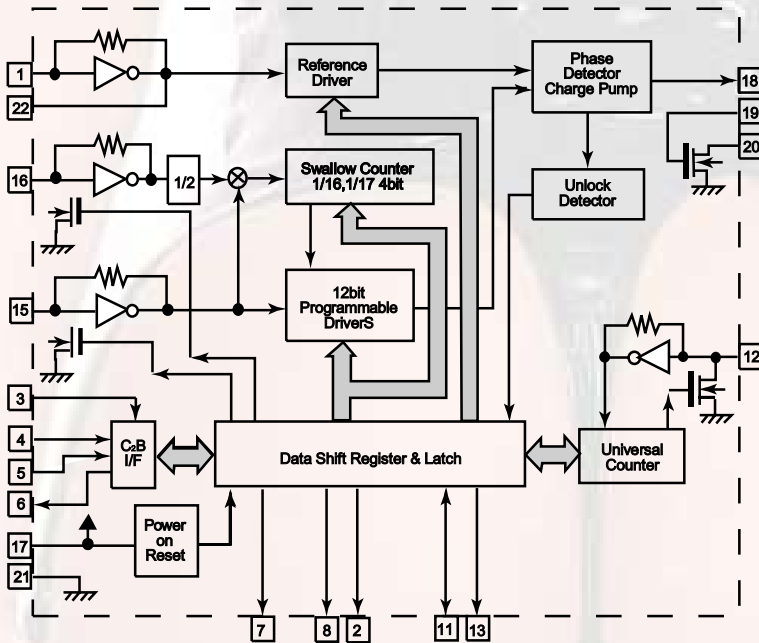 1
22
16
15
3
4
5
6
17
21
Reference
Driver
Phase
Detector
Charge Pump
18
19
20
1/2
Swallow Counter
1/16,1/17 4bit
Unlock
Detector
12bit
Programmable
DriverS
12
C2B
I/F
Data Shift Register & Latch
Universal
Counter
Power
on
Reset
7
8
2
11
13